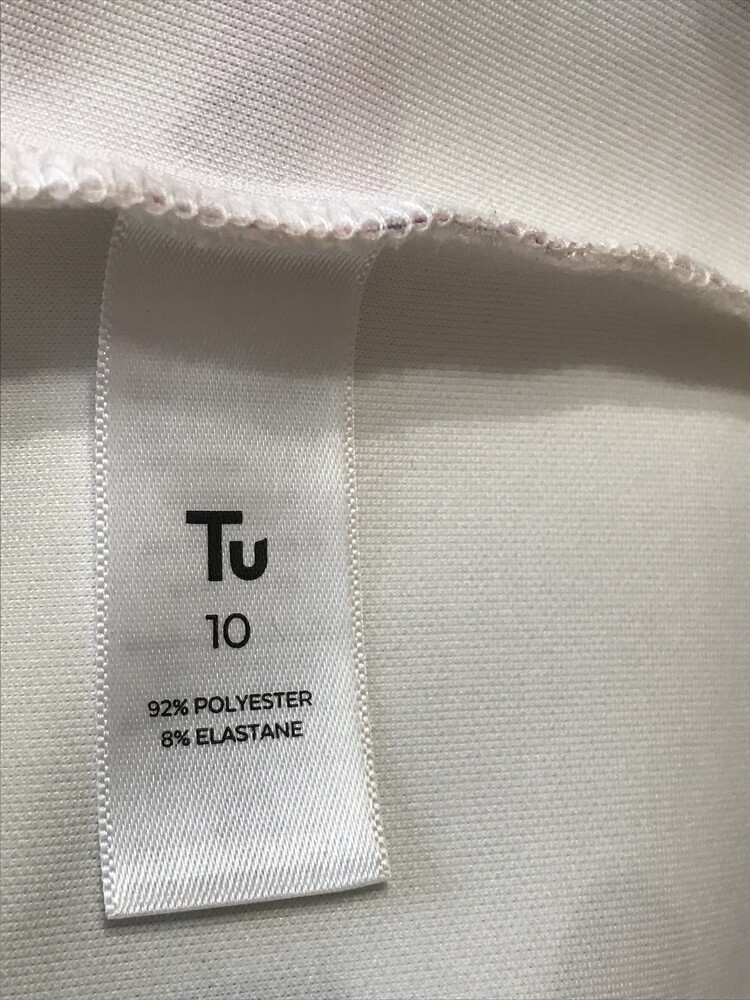 Tu
10
92% POLYESTER
8% ELASTANE